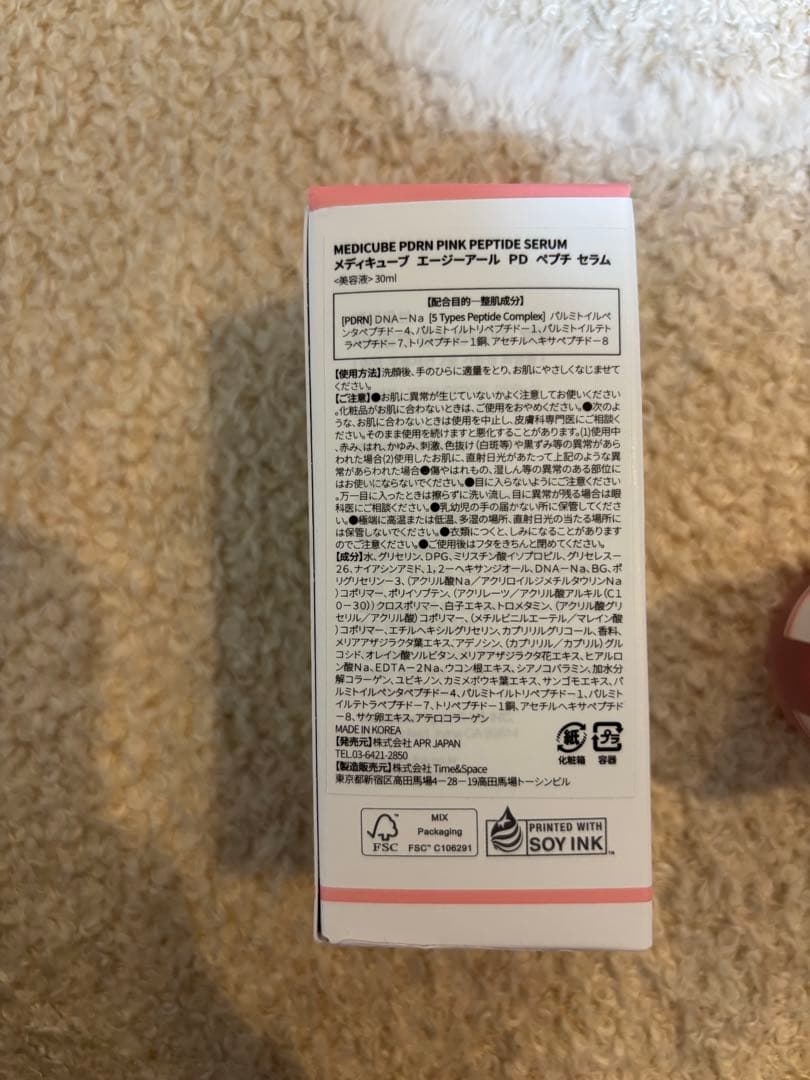 MEDICUBE PDRN PINK PEPTIDE SERUM
メディキューブ エージーアール PD ペプチ セラム
<美容液> 30ml
【配合目的―整肌成分】
[PDRN] DNA－Na [5 Types Peptide Complex] パルミトイルペ
ンタペプチド－4、パルミトイルトリペプチド－1、パルミトイルテト
ラペプチド－7、トリペプチド－1銅、アセチルヘキサペプチド－8
【使用方法】洗顔後、手のひらに適量をとり、お肌にやさしくなじませて
ください。
【ご注意】●お肌に異常が生じていないかよく注意してお使いください
。化粧品がお肌に合わないときは、ご使用をおやめください。●次のよ
うな、お肌に合わないときは使用を中止し、皮膚科専門医にご相談くだ
さい。そのまま使用を続けますと悪化することがあります。(1)使用中
、赤み、はれ、かゆみ、刺激、色抜け（白斑等）や黒ずみ等の異常があら
われた場合(2)使用したお肌に、直射日光があたって上記のような異
常があらわれた場合●傷やはれもの、湿しん等の異常のある部位に
はお使いにならないでください。●目に入らないようにご注意ください
。万一目に入ったときは擦らずに洗い流し、目に異常が残る場合は眼
科医にご相談ください。●乳幼児の手の届かない所に保管してくださ
い。●極端に高温または低温、多湿の場所、直射日光の当たる場所に
は保管しないでください。●衣類につくと、しみになることがあります
のでご注意ください。●ご使用後はフタをきちんと閉めてください。
【成分】水、グリセリン、DPG、ミリスチン酸イソプロピル、グリセレス－
26、ナイアシンアミド、1，2－ヘキサンジオール、DNA－Na、BG、ポ
リグリセリン－3、（アクリル酸Na／アクリロイルジメチルタウリンNa
）コポリマー、ポリイソブテン、（アクリレーツ／アクリル酸アルキル（C1
0－30））クロスポリマー、白子エキス、トロメタミン、（アクリル酸グリ
セリル／アクリル酸）コポリマー、（メチルビニルエーテル／マレイン酸
）コポリマー、エチルヘキシルグリセリン、カプリリルグリコール、香料、
メリアアザジラクタ葉エキス、アデノシン、（カプリリル／カプリル）グル
コシド、オレイン酸ソルビタン、メリアアザジラクタ花エキス、ヒアルロ
ン酸Na、EDTA－2Na、ウコン根エキス、シアノコバラミン、加水分
解コラーゲン、ユビキノン、カミメボウキ葉エキス、サンゴモエキス、パ
ルミトイルペンタペプチド－4、パルミトイルトリペプチド－1、パルミト
イルテトラペプチド－7、トリペプチド－1銅、アセチルヘキサペプチド
－8、サケ卵エキス、アテロコラーゲン
MADE IN KOREA
【発売元】株式会社 APR JAPAN
TEL.03-6421-2850
【製造販売元】株式会社 Time&Space
東京都新宿区高田馬場4－28－19高田馬場トーシンビル
紙
化粧箱
プラ
容器
FSC™
MIX
Packaging
FSC™ C106291
PRINTED WITH
SOY INK™